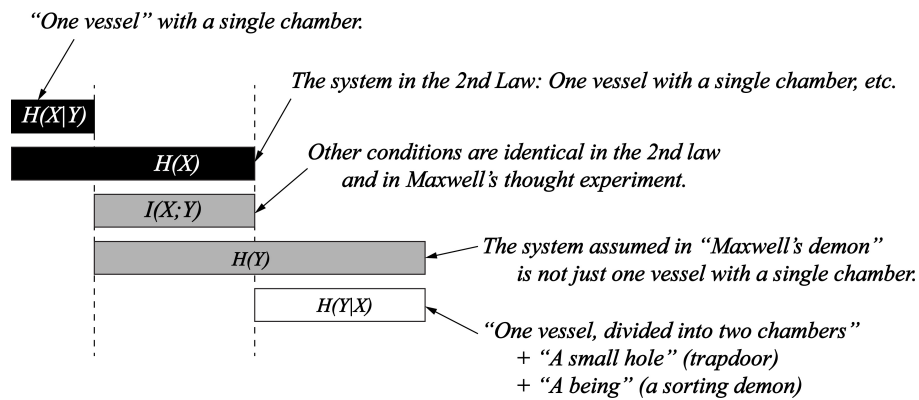 “One vessel” with a single chamber.
The system in the 2nd Law: One vessel with a single chamber, etc.
H(X|Y)
H(X)
Other conditions are identical in the 2nd law
and in Maxwell’s thought experiment.
I(X;Y)
The system assumed in “Maxwell’s demon”
is not just one vessel with a single chamber.
H(Y)
H(Y|X)
“One vessel, divided into two chambers”
+ “A small hole” (trapdoor)
+ “A being” (a sorting demon)